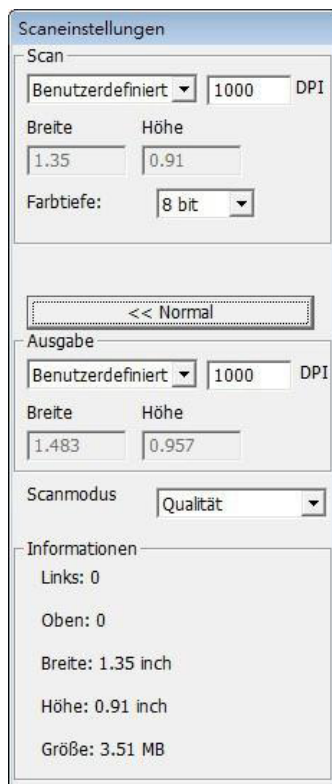 Scaneinstellungen
Scan
Benutzerdefiniert 1000 DPI
Breite Höhe
1.35 0.91
Farbtiefe: 8 bit
<< Normal
Ausgabe
Benutzerdefiniert 1000 DPI
Breite Höhe
1.483 0.957
Scanmodus Qualität
Informationen
Links: 0
Oben: 0
Breite: 1.35 inch
Höhe: 0.91 inch
Größe: 3.51 MB